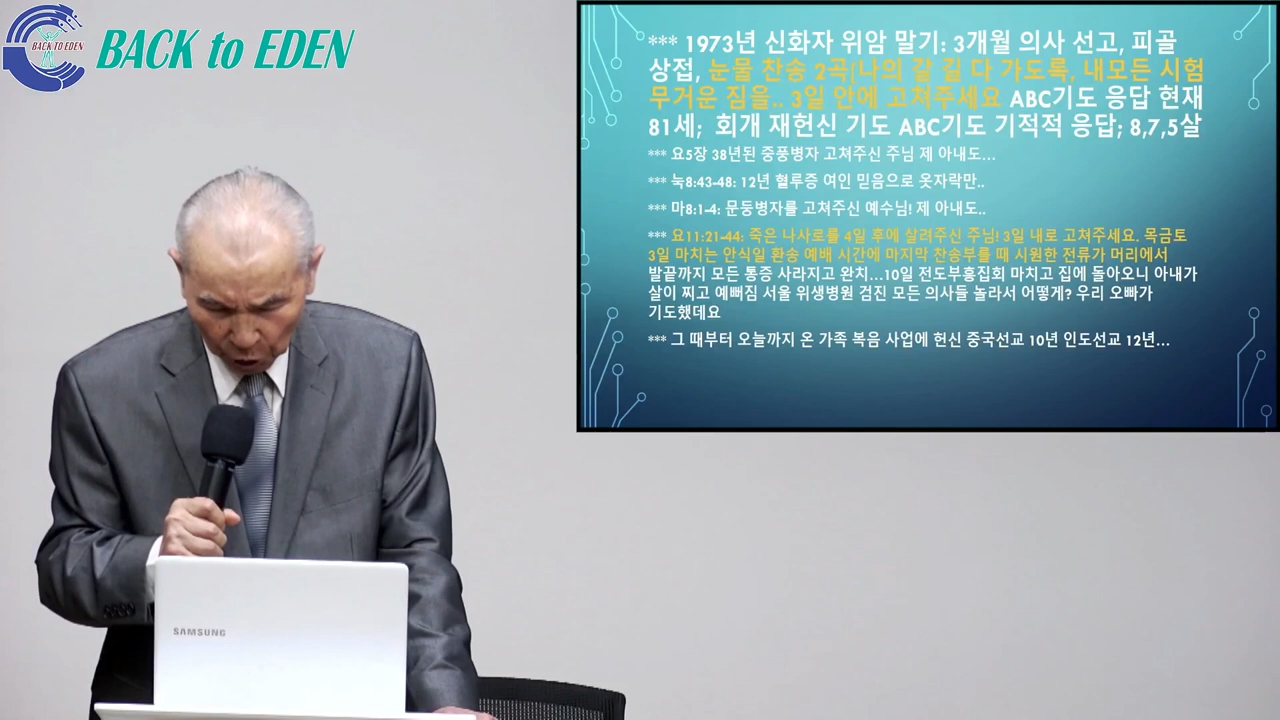 BACK TO EDEN
BACK to EDEN
*** 1973년 신화자 위암 말기: 3개월 의사 선고, 피골
상접, 눈물 찬송 2곡[나의 갈 길 다 가도록, 내모든 시험
무거운 짐을.. 3일 안에 고쳐주세요 ABC기도 응답 현재
81세; 회개 재헌신 기도 ABC기도 기적적 응답; 8,7,5살
*** 요5장 38년된 중풍병자 고쳐주신 주님 제 아내도...
*** 눅8:43-48: 12년 혈루증 여인 믿음으로 옷자락만..
*** 마8:1-4: 문둥병자를 고쳐주신 예수님! 제 아내도..
*** 요11:21-44: 죽은 나사로를 4일 후에 살려주신 주님! 3일 내로 고쳐주세요. 목금토
3일 마치는 안식일 환송 예배 시간에 마지막 찬송부를 때 시원한 전류가 머리에서
발끝까지 모든 통증 사라지고 완치...10일 전도부흥집회 마치고 집에 돌아오니 아내가
살이 찌고 예뻐짐 서울 위생병원 검진 모든 의사들 놀라서 어떻게? 우리 오빠가
기도했데요
*** 그 때부터 오늘까지 온 가족 복음 사업에 헌신 중국선교 10년 인도선교 12년...
SAMSUNG